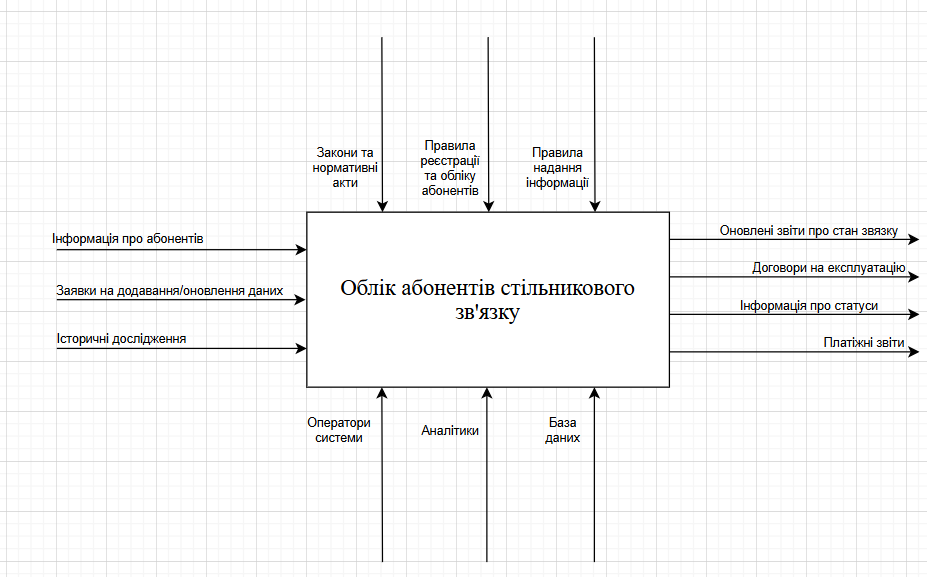 Закони та
нормативні
акти
Правила
реєстрації
та обліку
абонентів
Правила
надання
інформації
Інформація про абонентів
Заявки на додавання/оновлення даних
Історичні дослідження
Облік абонентів стільникового
зв'язку
Оновлені звіти про стан звязку
Договори на експлуатацію
Інформація про статуси
Платіжні звіти
Оператори
системи
Аналітики
База
даних